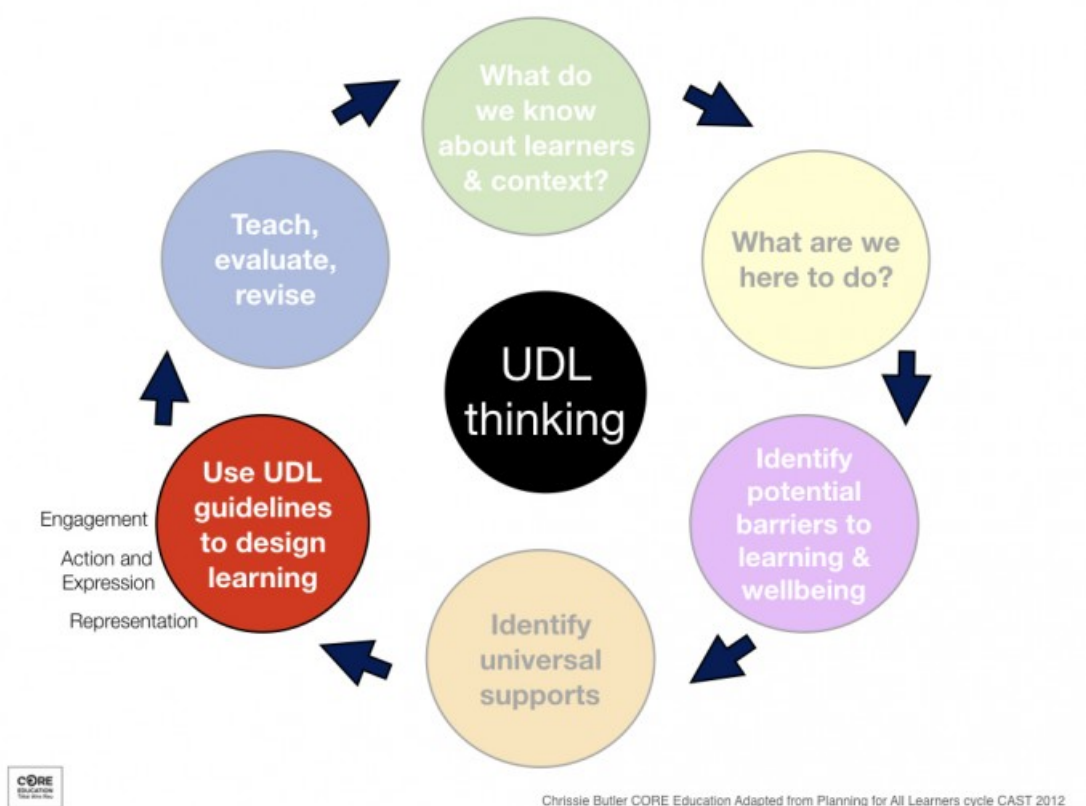 What do
we know
about learners
& context?
What are we
here to do?
Identify
potential
barriers to
learning &
wellbeing
Identify
universal
supports
Use UDL
guidelines
to design
learning
Engagement
Action and
Expression
Representation
Teach,
evaluate,
revise
UDL
thinking
CORE
EDUCATION
Chrissie Butler CORE Education Adapted from Planning for All Learners cycle CAST 2012